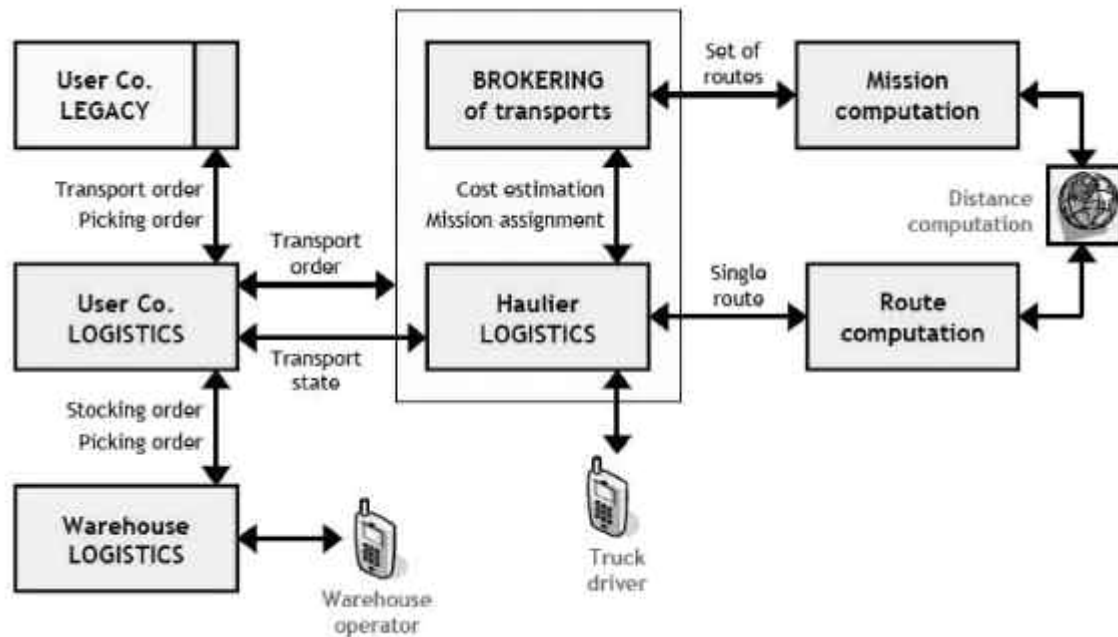 User Co.
LEGACY
BROKERING
of transports
Set of
routes
Mission
computation
Transport order
Picking order
Cost estimation
Mission assignment
Distance
computation
Transport
order
User Co.
LOGISTICS
Haulier
LOGISTICS
Single
route
Route
computation
Transport
state
Stocking order
Picking order
Warehouse
LOGISTICS
Truck
driver
Warehouse
operator